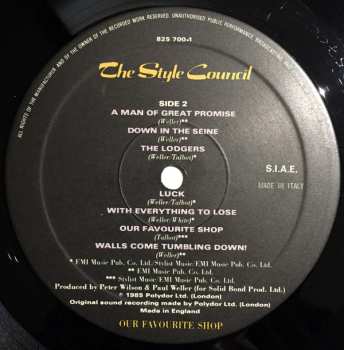 ALL RIGHTS OF THE MANUFACTURER AND OF THE OWNER OF THE RECORDED WORK RESERVED. UNAUTHORISED PUBLIC PERFORMANCE, BROADCASTING
825 700-1
The Style Council
SIDE 2
A MAN OF GREAT PROMISE
(Weller)**
DOWN IN THE SEINE
(Weller)**
THE LODGERS
(Weller/Talbot)*
S.I.A.E.
MADE IN ITALY
LUCK
(Weller/Talbot)*
WITH EVERYTHING TO LOSE
(Weller/White)*
OUR FAVOURITE SHOP
(Talbot)***
WALLS COME TUMBLING DOWN!
(Weller)**
* EMI Music Pub. Co. Ltd./Stylist Music/EMI Music Pub. Co. Ltd.
** EMI Music Pub. Co. Ltd.
*** Stylist Music/EMI Music Pub. Co. Ltd.
Produced by Peter Wilson & Paul Weller (for Solid Bond Prod. Ltd.)
℗ 1985 Polydor Ltd. (London)
Original sound recording made by Polydor Ltd. (London)
Made in England
OUR FAVOURITE SHOP